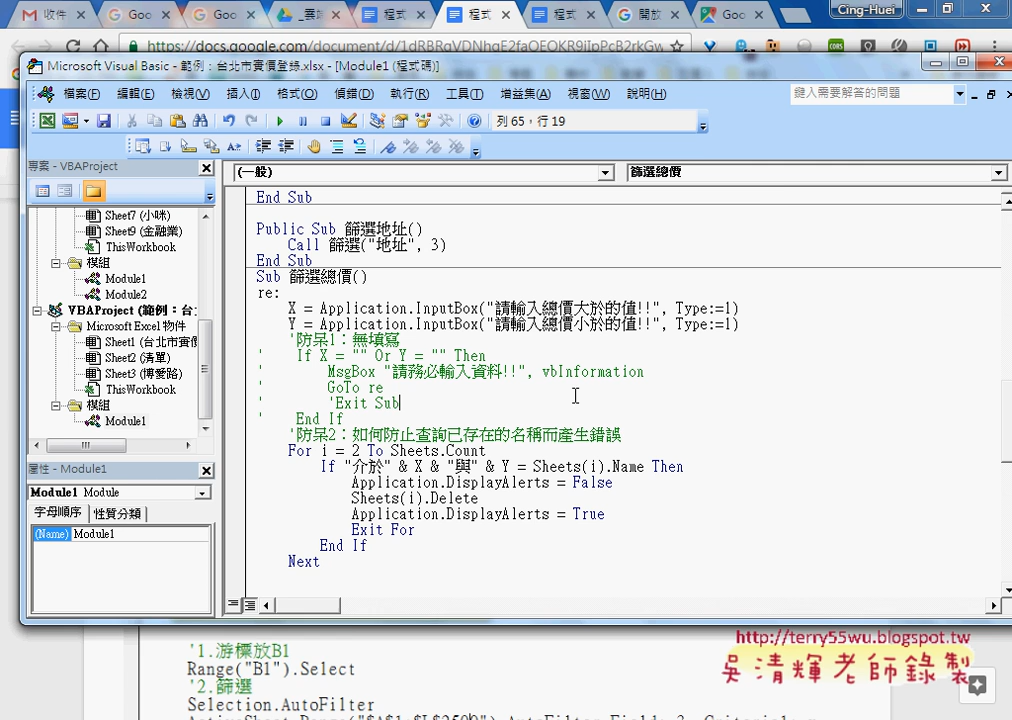 收件
Goo
Goo
_雲端
程式
程式
程式
開放
Goo
Cing-Huei
https://docs.google.com/document/d/1dRBRgVDNhgE2faOEOKR9iIpPcB2rkGw
Microsoft Visual Basic - 範例：台北市實價登錄.xlsx - [Module1 (程式碼)]
檔案(F) 編輯(E) 檢視(V) 插入(I) 格式(O) 偵錯(D) 執行(R) 工具(T) 增益集(A) 視窗(W) 說明(H)
鍵入需要解答的問題
列 65，行 19
專案 - VBAProject
(一般)
篩選總價
Sheet7 (小咪)
Sheet9 (金融業)
ThisWorkbook
模組
Module1
Module2
VBAProject (範例：台
Microsoft Excel 物件
Sheet1 (台北市實價
Sheet2 (清單)
Sheet3 (博愛路)
ThisWorkbook
模組
Module1
屬性 - Module1
Module1 Module
字母順序 性質分類
(Name) Module1
End Sub
Public Sub 篩選地址()
Call 篩選("地址", 3)
End Sub
Sub 篩選總價()
re:
X = Application.InputBox("請輸入總價大於的值!!", Type:=1)
Y = Application.InputBox("請輸入總價小於的值!!", Type:=1)
'防呆1：無填寫
' If X = "" Or Y = "" Then
' MsgBox "請務必輸入資料!!", vbInformation
' GoTo re
' 'Exit Sub
' End If
'防呆2：如何防止查詢已存在的名稱而產生錯誤
For i = 2 To Sheets.Count
If "介於" & X & "與" & Y = Sheets(i).Name Then
Application.DisplayAlerts = False
Sheets(i).Delete
Application.DisplayAlerts = True
Exit For
End If
Next
'1.游標放B1
Range("B1").Select
'2.篩選
Selection.AutoFilter
http://terry55wu.blogspot.tw
吳清輝老師錄製